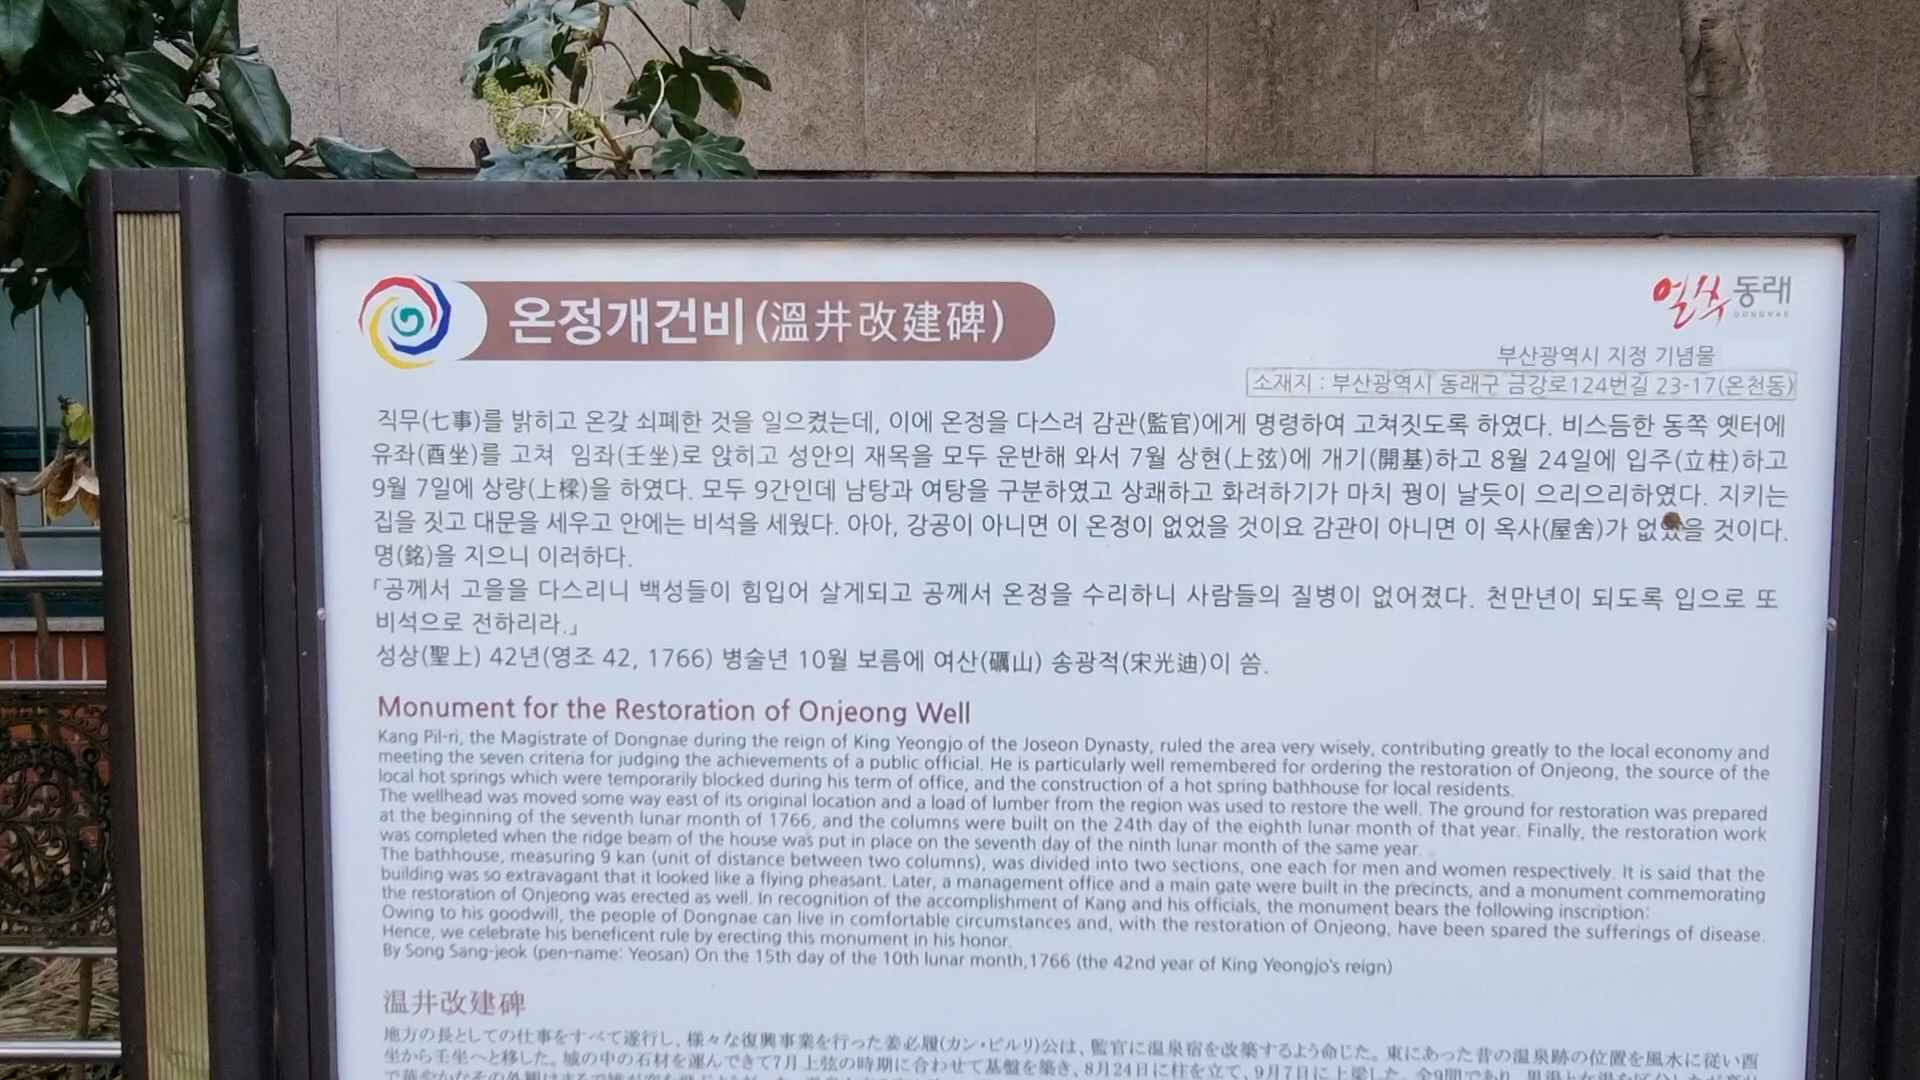 온정개건비(溫井改建碑)
열쑥 동래
DONGNAE
부산광역시 지정 기념물
소재지 : 부산광역시 동래구 금강로124번길 23-17(온천동)
직무(七事)를 밝히고 온갖 쇠폐한 것을 일으켰는데, 이에 온정을 다스려 감관(監官)에게 명령하여 고쳐짓도록 하였다. 비스듬한 동쪽 옛터에
유좌(酉坐)를 고쳐 임좌(壬坐)로 앉히고 성안의 재목을 모두 운반해 와서 7월 상현(上弦)에 개기(開基)하고 8월 24일에 입주(立柱)하고
9월 7일에 상량(上樑)을 하였다. 모두 9간인데 남탕과 여탕을 구분하였고 상쾌하고 화려하기가 마치 꿩이 날듯이 으리으리하였다. 지키는
집을 짓고 대문을 세우고 안에는 비석을 세웠다. 아아, 강공이 아니면 이 온정이 없었을 것이요 감관이 아니면 이 옥사(屋舍)가 없었을 것이다.
명(銘)을 지으니 이러하다.
「공께서 고을을 다스리니 백성들이 힘입어 살게되고 공께서 온정을 수리하니 사람들의 질병이 없어졌다. 천만년이 되도록 입으로 또
비석으로 전하리라.」
성상(聖上) 42년(영조 42, 1766) 병술년 10월 보름에 여산(礪山) 송광적(宋光迪)이 씀.
Monument for the Restoration of Onjeong Well
Kang Pil-ri, the Magistrate of Dongnae during the reign of King Yeongjo of the Joseon Dynasty, ruled the area very wisely, contributing greatly to the local economy and
meeting the seven criteria for judging the achievements of a public official. He is particularly well remembered for ordering the restoration of Onjeong, the source of the
local hot springs which were temporarily blocked during his term of office, and the construction of a hot spring bathhouse for local residents.
The wellhead was moved some way east of its original location and a load of lumber from the region was used to restore the well. The ground for restoration was prepared
at the beginning of the seventh lunar month of 1766, and the columns were built on the 24th day of the eighth lunar month of that year. Finally, the restoration work
was completed when the ridge beam of the house was put in place on the seventh day of the ninth lunar month of the same year.
The bathhouse, measuring 9 kan (unit of distance between two columns), was divided into two sections, one each for men and women respectively. It is said that the
building was so extravagant that it looked like a flying pheasant. Later, a management office and a main gate were built in the precincts, and a monument commemorating
the restoration of Onjeong was erected as well. In recognition of the accomplishment of Kang and his officials, the monument bears the following inscription:
Owing to his goodwill, the people of Dongnae can live in comfortable circumstances and, with the restoration of Onjeong, have been spared the sufferings of disease.
Hence, we celebrate his beneficent rule by erecting this monument in his honor.
By Song Sang-jeok (pen-name: Yeosan) On the 15th day of the 10th lunar month,1766 (the 42nd year of King Yeongjo's reign)
温井改建碑
地方の長としての仕事をすべて遂行し、様々な復興事業を行った姜必履(カン・ピルリ)公は、監官に温泉宿を改築するよう命じた。東にあった昔の温泉跡の位置を風水に従い酉
坐から壬坐へと移した。城の中の石材を運んできて7月上弦の時期に合わせて基盤を築き、8月24日に柱を立て、9月7日に上梁した。